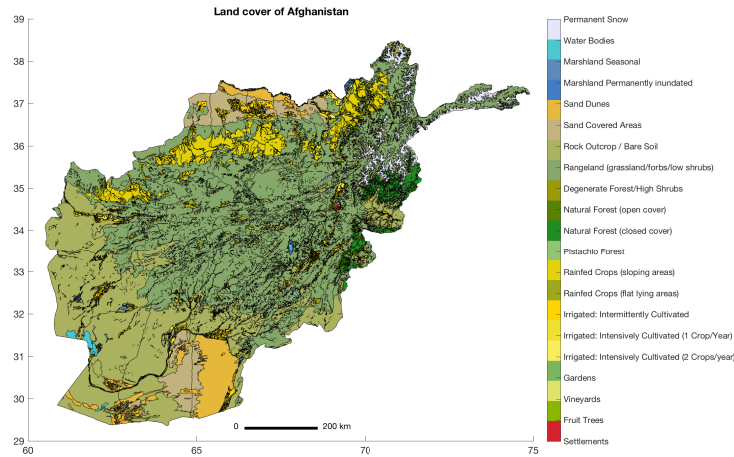 Land cover of Afghanistan
39
38
37
36
35
34
33
32
31
30
29
60
65
70
75
0 200 km
Permanent Snow
Water Bodies
Marshland Seasonal
Marshland Permanently inundated
Sand Dunes
Sand Covered Areas
Rock Outcrop / Bare Soil
Rangeland (grassland/forbs/low shrubs)
Degenerate Forest/High Shrubs
Natural Forest (open cover)
Natural Forest (closed cover)
Pistachio Forest
Rainfed Crops (sloping areas)
Rainfed Crops (flat lying areas)
Irrigated: Intermittently Cultivated
Irrigated: Intensively Cultivated (1 Crop/Year)
Irrigated: Intensively Cultivated (2 Crops/year)
Gardens
Vineyards
Fruit Trees
Settlements